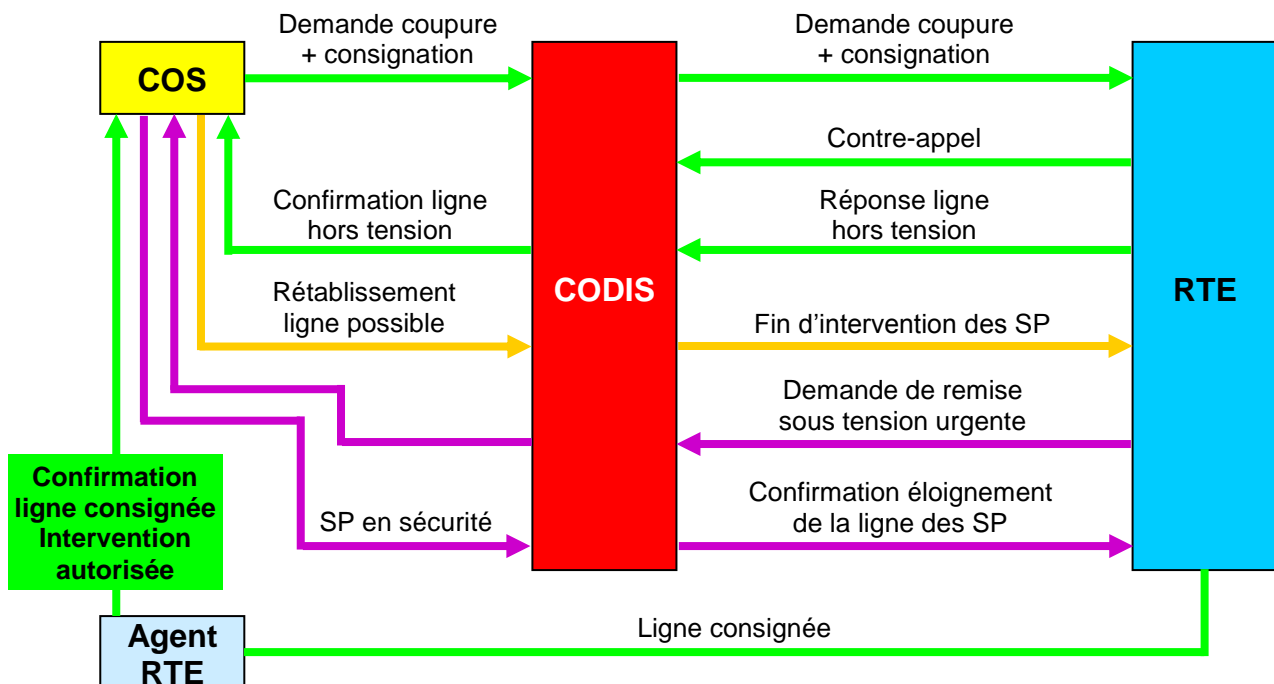 Demande coupure
+ consignation
Demande coupure
+ consignation
COS
Contre-appel
Confirmation ligne
hors tension
Réponse ligne
hors tension
CODIS
RTE
Rétablissement
ligne possible
Fin d'intervention des SP
Demande de remise
sous tension urgente
Confirmation
ligne consignée
Intervention
autorisée
SP en sécurité
Confirmation éloignement
de la ligne des SP
Agent
RTE
Ligne consignée